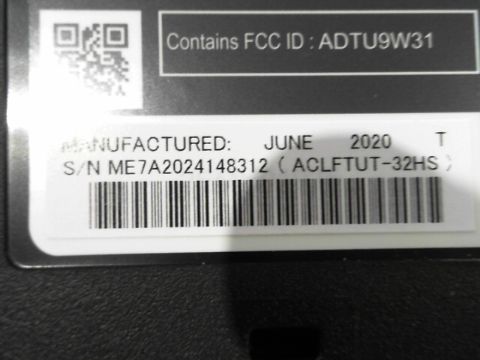 Contains FCC ID : ADTU9W31
MANUFACTURED: JUNE 2020 T
S/N ME7A2024148312 ( ACLFTUT-32HS )